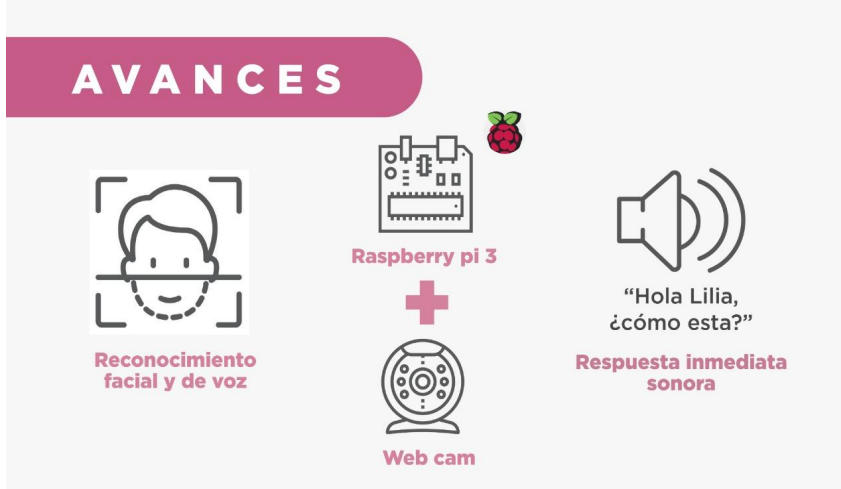 AVANCES
Reconocimiento
facial y de voz
Raspberry pi 3
Web cam
“Hola Lilia,
¿cómo esta?”
Respuesta inmediata
sonora